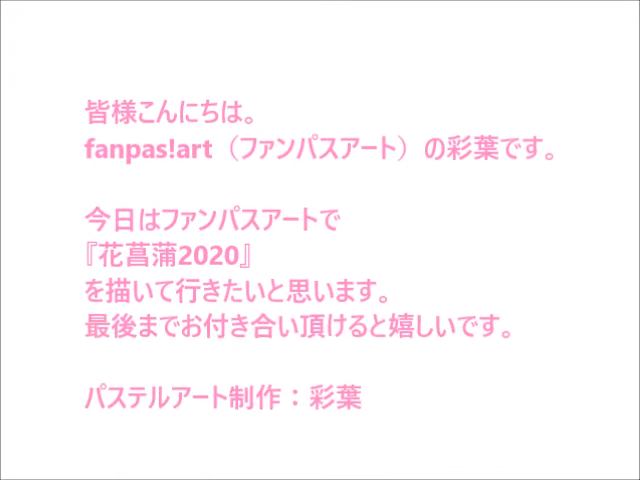 皆様こんにちは。
fanpas!art（ファンパスアート）の彩葉です。
今日はファンパスアートで
『花菖蒲2020』
を描いて行きたいと思います。
最後までお付き合い頂けると嬉しいです。
パステルアート制作：彩葉